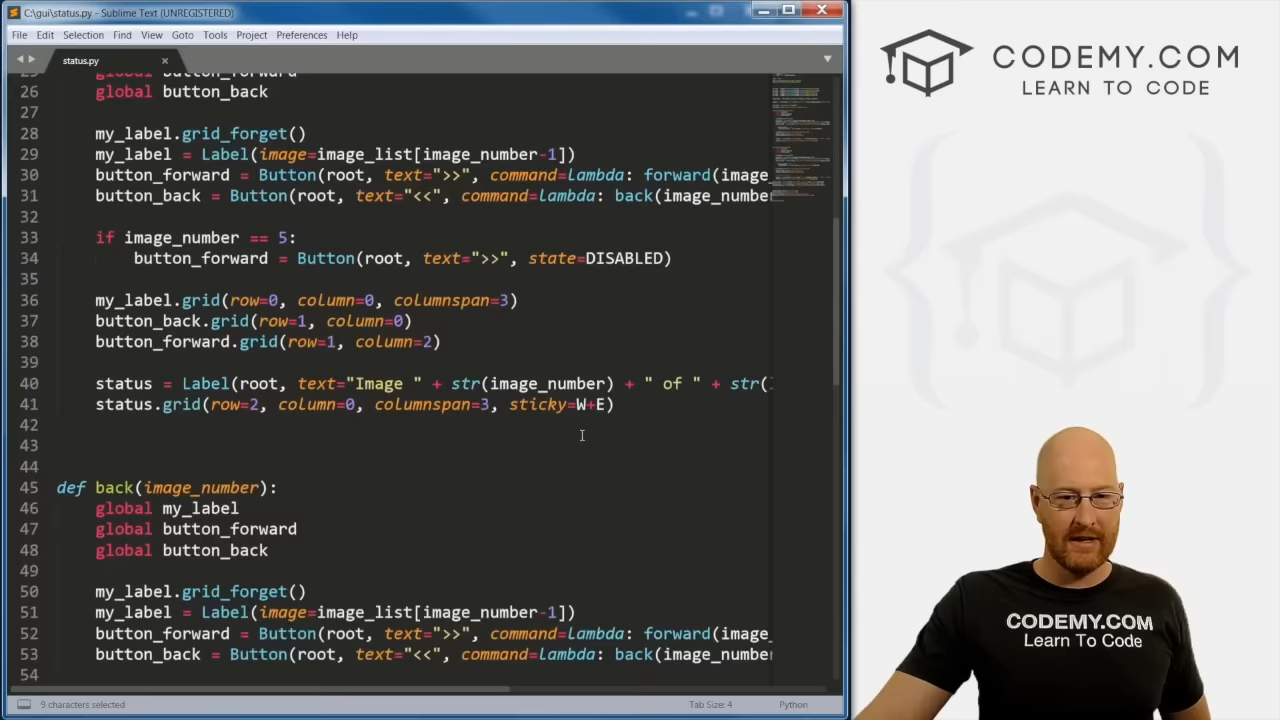 C:\gui\status.py - Sublime Text (UNREGISTERED)
File Edit Selection Find View Goto Tools Project Preferences Help
status.py
25 global button_forward
26 global button_back
27
28 my_label.grid_forget()
29 my_label = Label(image=image_list[image_number-1])
30 button_forward = Button(root, text=">>", command=lambda: forward(image_
31 button_back = Button(root, text="<<", command=lambda: back(image_number
32
33 if image_number == 5:
34 button_forward = Button(root, text=">>", state=DISABLED)
35
36 my_label.grid(row=0, column=0, columnspan=3)
37 button_back.grid(row=1, column=0)
38 button_forward.grid(row=1, column=2)
39
40 status = Label(root, text="Image " + str(image_number) + " of " + str(
41 status.grid(row=2, column=0, columnspan=3, sticky=W+E)
42
43
44
45 def back(image_number):
46 global my_label
47 global button_forward
48 global button_back
49
50 my_label.grid_forget()
51 my_label = Label(image=image_list[image_number-1])
52 button_forward = Button(root, text=">>", command=lambda: forward(image_
53 button_back = Button(root, text="<<", command=lambda: back(image_number
54
9 characters selected
Tab Size: 4
Python
CODEMY.COM
LEARN TO CODE
CODEMY.COM
Learn To Code